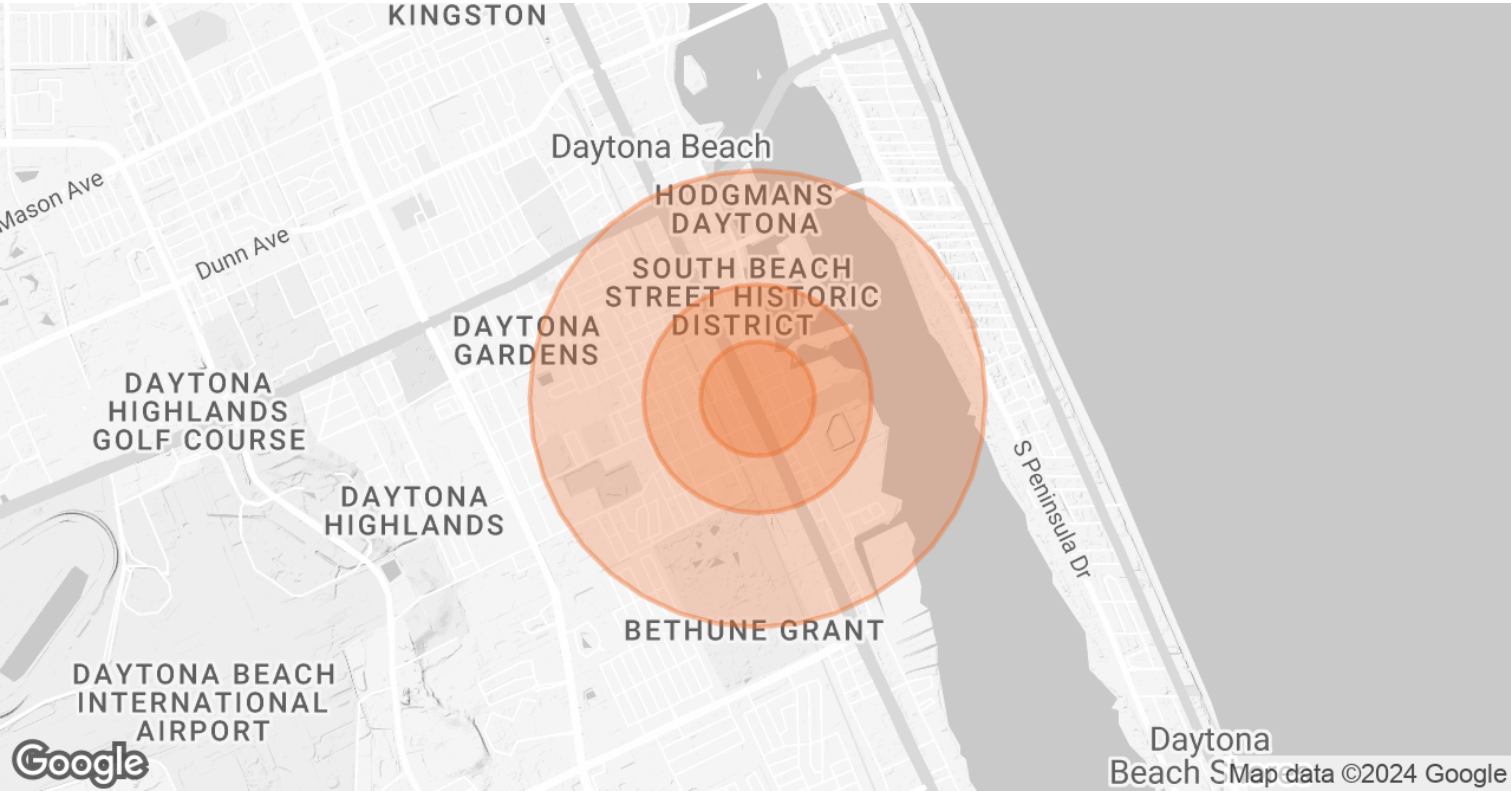 KINGSTON
Daytona Beach
Mason Ave
HODGMANS
DAYTONA
Dunn Ave
SOUTH BEACH
STREET HISTORIC
DISTRICT
DAYTONA
GARDENS
DAYTONA
HIGHLANDS
GOLF COURSE
S Peninsula Dr
DAYTONA
HIGHLANDS
BETHUNE GRANT
DAYTONA BEACH
INTERNATIONAL
AIRPORT
Daytona
Beach
Google
Map data ©2024 Google